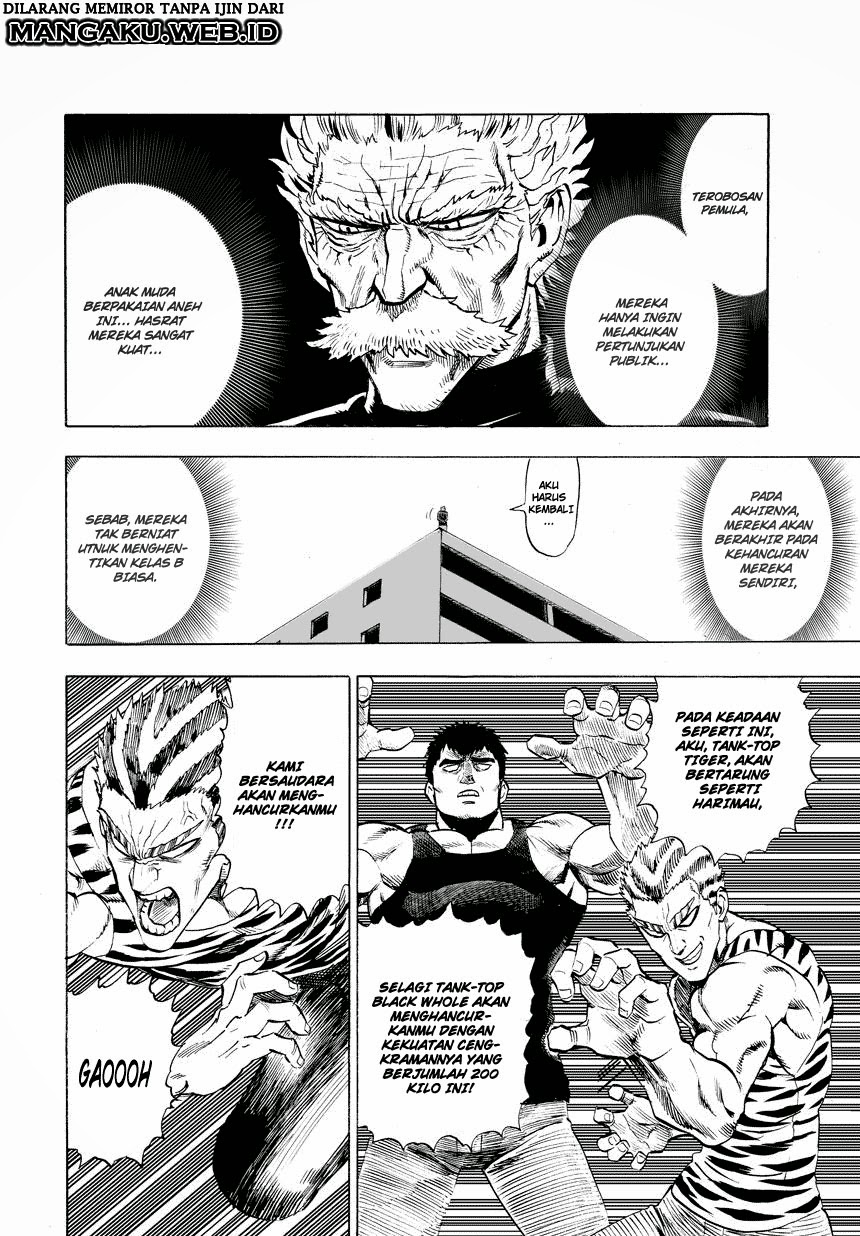 DILARANG MEMIROR TANPA IJIN DARI
MANGAKU.WEB.ID
TEROBOSAN
PEMULA,
MEREKA
HANYA INGIN
MELAKUKAN
PERTUNJUKAN
PUBLIK...
ANAK MUDA
BERPAKAIAN ANEH
INI... HASRAT
MEREKA SANGAT
KUAT...
PADA
AKHIRNYA,
MEREKA AKAN
BERAKHIR PADA
KEHANCURAN
MEREKA
SENDIRI,
AKU
HARUS
KEMBALI
...
SEBAB, MEREKA
TAK BERNIAT
UTNUK MENGHEN-
TIKAN KELAS B
BIASA.
PADA KEADAAN
SEPERTI INI,
AKU, TANK-TOP
TIGER, AKAN
BERTARUNG
SEPERTI
HARIMAU,
SELAGI TANK-TOP
BLACK WHOLE AKAN
MENGHANCUR-
KANMU DENGAN
KEKUATAN CENG-
KRAMANNYA YANG
BERJUMLAH 200
KILO INI!
KAMI
BERSAUDARA
AKAN MENG-
HANCURKANMU
!!!
GAOOOH